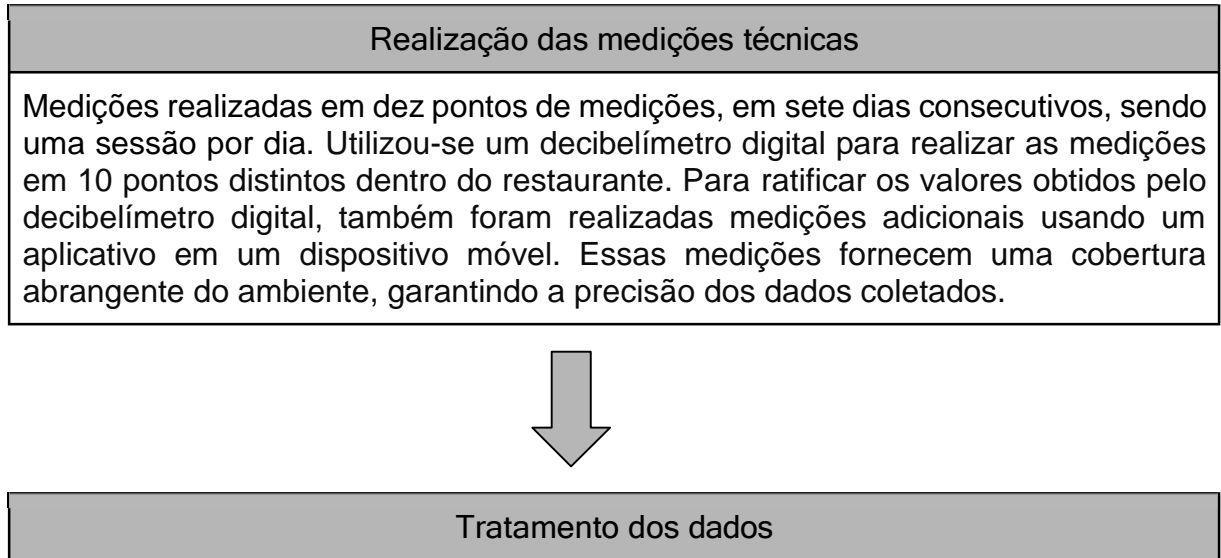 Realização das medições técnicas
Medições realizadas em dez pontos de medições, em sete dias consecutivos, sendo
uma sessão por dia. Utilizou-se um decibelímetro digital para realizar as medições
em 10 pontos distintos dentro do restaurante. Para ratificar os valores obtidos pelo
decibelímetro digital, também foram realizadas medições adicionais usando um
aplicativo em um dispositivo móvel. Essas medições fornecem uma cobertura
abrangente do ambiente, garantindo a precisão dos dados coletados.
Tratamento dos dados